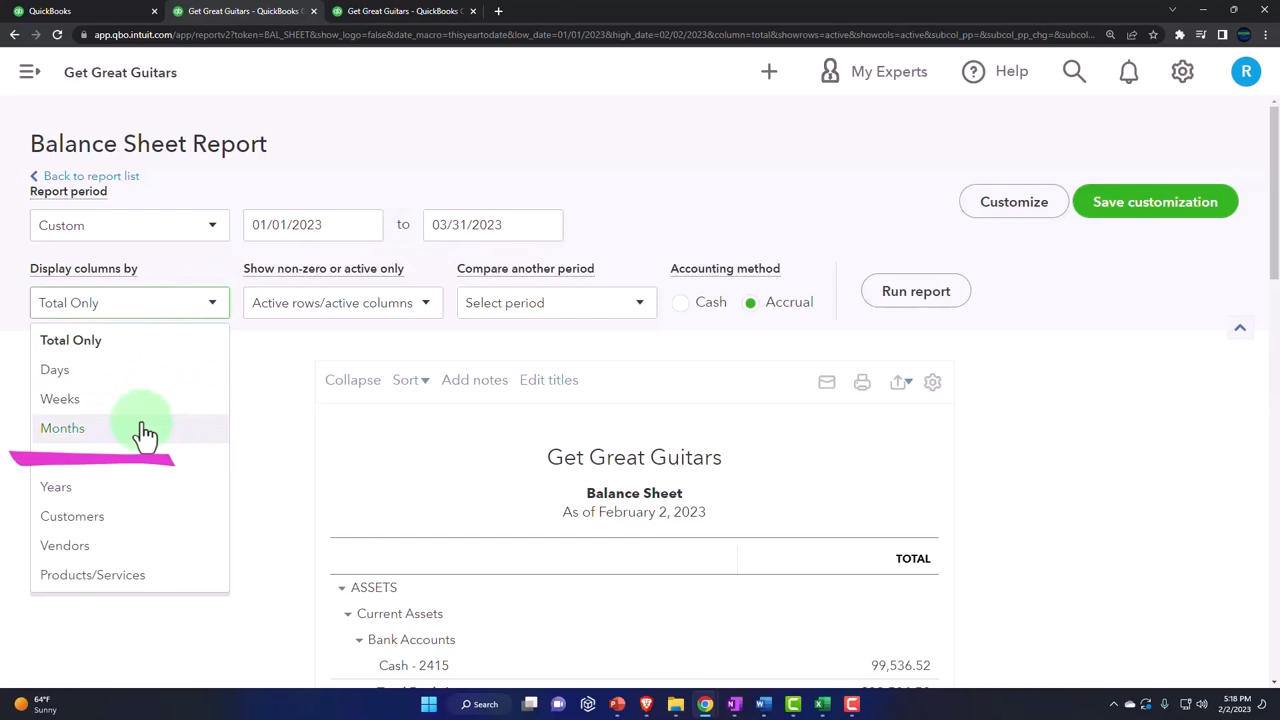 QuickBooks
Get Great Guitars - QuickBooks C
Get Great Guitars - QuickBooks C
app.qbo.intuit.com/app/reportv2?token=BAL_SHEET&show_logo=false&date_macro=thisyeartodate&low_date=01/01/2023&high_date=02/02/2023&column=total&showrows=active&showcols=active&subcol_pp=&subcol_pp_chg=&subcol...
Get Great Guitars
My Experts
Help
R
Balance Sheet Report
Back to report list
Report period
Custom
01/01/2023
to
03/31/2023
Customize
Save customization
Display columns by
Show non-zero or active only
Compare another period
Accounting method
Total Only
Active rows/active columns
Select period
Cash
Accrual
Run report
Total Only
Days
Weeks
Months
Years
Customers
Vendors
Products/Services
Collapse
Sort
Add notes
Edit titles
Get Great Guitars
Balance Sheet
As of February 2, 2023
TOTAL
ASSETS
Current Assets
Bank Accounts
Cash - 2415
99,536.52
64°F
Sunny
Search
5:18 PM
2/2/2023